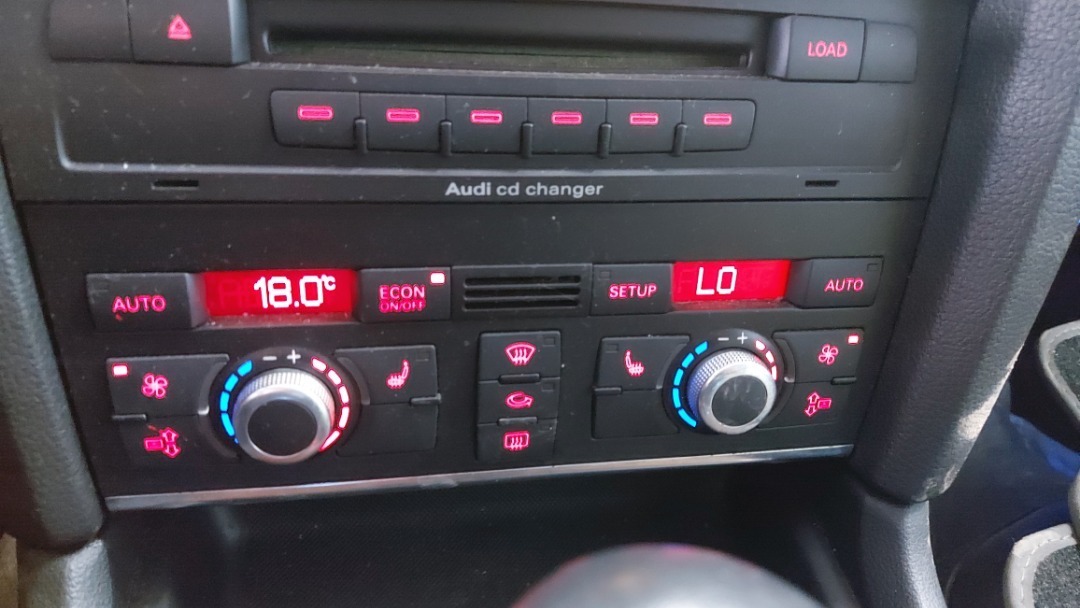 LOAD
Audi cd changer
AUTO 18.0°C ECON ON/OFF SETUP LO AUTO
- +
- +